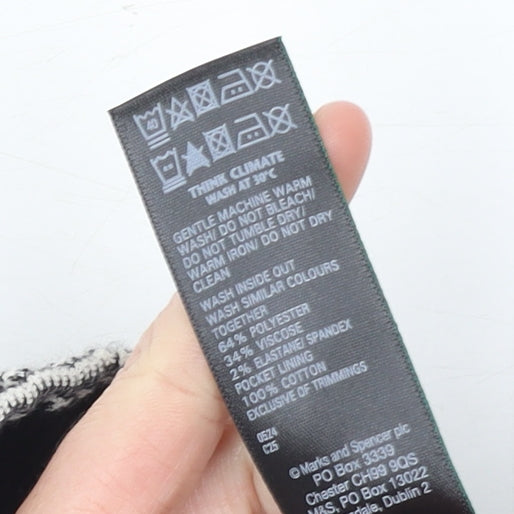 40
THINK CLIMATE
WASH AT 30°C
GENTLE MACHINE WARM
WASH/ DO NOT BLEACH/
DO NOT TUMBLE DRY/
WARM IRON/ DO NOT DRY
CLEAN
WASH INSIDE OUT
WASH SIMILAR COLOURS
TOGETHER
64% POLYESTER
34% VISCOSE
2% ELASTANE/ SPANDEX
POCKET LINING
100% COTTON
EXCLUSIVE OF TRIMMINGS
0524
C25
© Marks and Spencer plc
PO Box 3339
Chester CH99 9QS
M&S, PO Box 13022
dale, Dublin 2